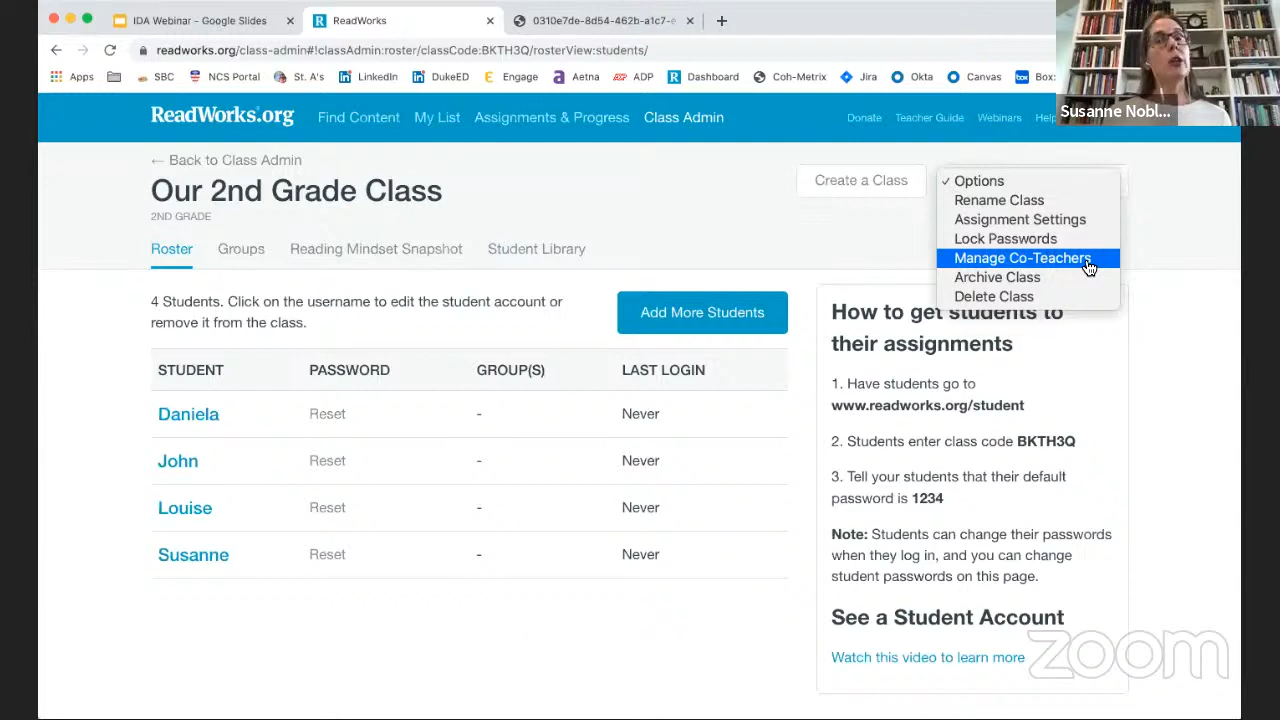 IDA Webinar - Google Slides
ReadWorks
0310e7de-8d54-462b-a1c7-e
readworks.org/class-admin#!classAdmin:roster/classCode:BKTH3Q/rosterView:students/
Apps SBC NCS Portal St. A's LinkedIn DukeED Engage Aetna ADP Dashboard Coh-Metrix Jira Okta Canvas Box:
Susanne Nobl...
ReadWorks.org Find Content My List Assignments & Progress Class Admin Donate Teacher Guide Webinars Help
← Back to Class Admin
Our 2nd Grade Class
2ND GRADE
Create a Class
✓ Options
Rename Class
Assignment Settings
Lock Passwords
Manage Co-Teachers
Archive Class
Delete Class
Roster Groups Reading Mindset Snapshot Student Library
4 Students. Click on the username to edit the student account or
remove it from the class.
Add More Students
STUDENT PASSWORD GROUP(S) LAST LOGIN
Daniela Reset - Never
John Reset - Never
Louise Reset - Never
Susanne Reset - Never
How to get students to
their assignments
1. Have students go to
www.readworks.org/student
2. Students enter class code BKTH3Q
3. Tell your students that their default
password is 1234
Note: Students can change their passwords
when they log in, and you can change
student passwords on this page.
See a Student Account
Watch this video to learn more
zoom